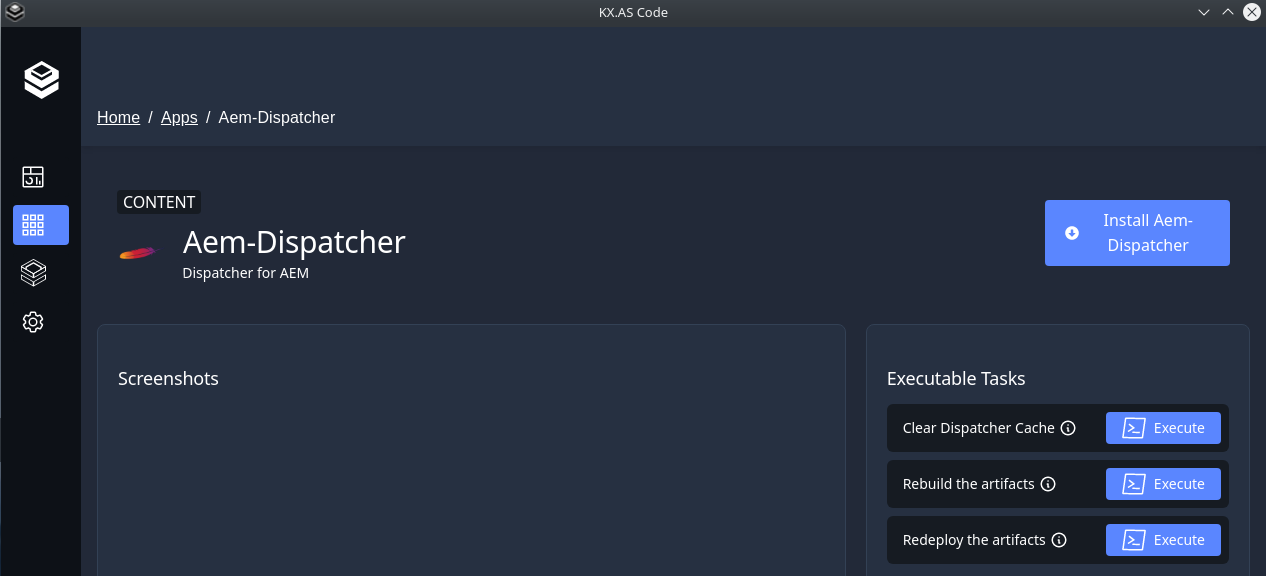 KX.AS Code
Home / Apps / Aem-Dispatcher
CONTENT
Aem-Dispatcher
Dispatcher for AEM
Install Aem-
Dispatcher
Screenshots
Executable Tasks
Clear Dispatcher Cache Execute
Rebuild the artifacts Execute
Redeploy the artifacts Execute